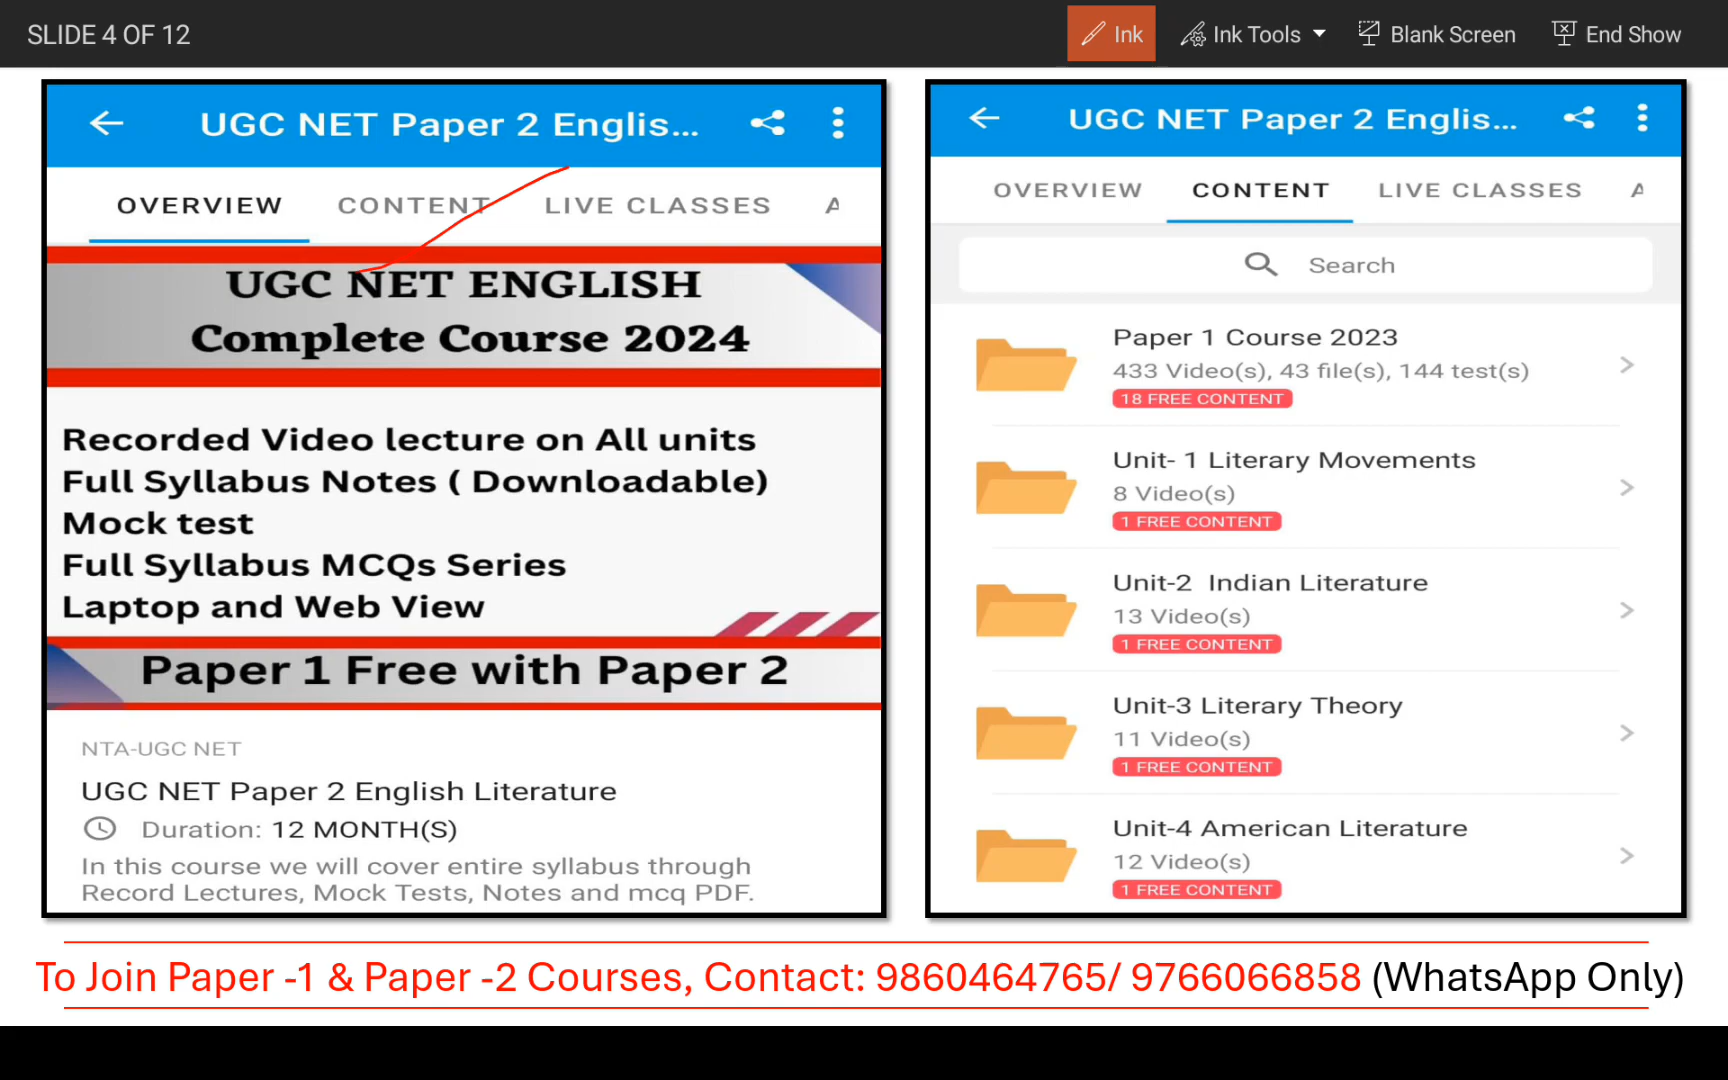 SLIDE 4 OF 12
Ink
Ink Tools
Blank Screen
End Show
UGC NET Paper 2 Englis...
OVERVIEW
CONTENT
LIVE CLASSES
A
UGC NET ENGLISH
Complete Course 2024
Recorded Video lecture on All units
Full Syllabus Notes ( Downloadable)
Mock test
Full Syllabus MCQs Series
Laptop and Web View
Paper 1 Free with Paper 2
NTA-UGC NET
UGC NET Paper 2 English Literature
Duration: 12 MONTH(S)
In this course we will cover entire syllabus through
Record Lectures, Mock Tests, Notes and mcq PDF.
UGC NET Paper 2 Englis...
OVERVIEW
CONTENT
LIVE CLASSES
A
Search
Paper 1 Course 2023
433 Video(s), 43 file(s), 144 test(s)
18 FREE CONTENT
Unit- 1 Literary Movements
8 Video(s)
1 FREE CONTENT
Unit-2 Indian Literature
13 Video(s)
1 FREE CONTENT
Unit-3 Literary Theory
11 Video(s)
1 FREE CONTENT
Unit-4 American Literature
12 Video(s)
1 FREE CONTENT
To Join Paper -1 & Paper -2 Courses, Contact: 9860464765/ 9766066858 (WhatsApp Only)